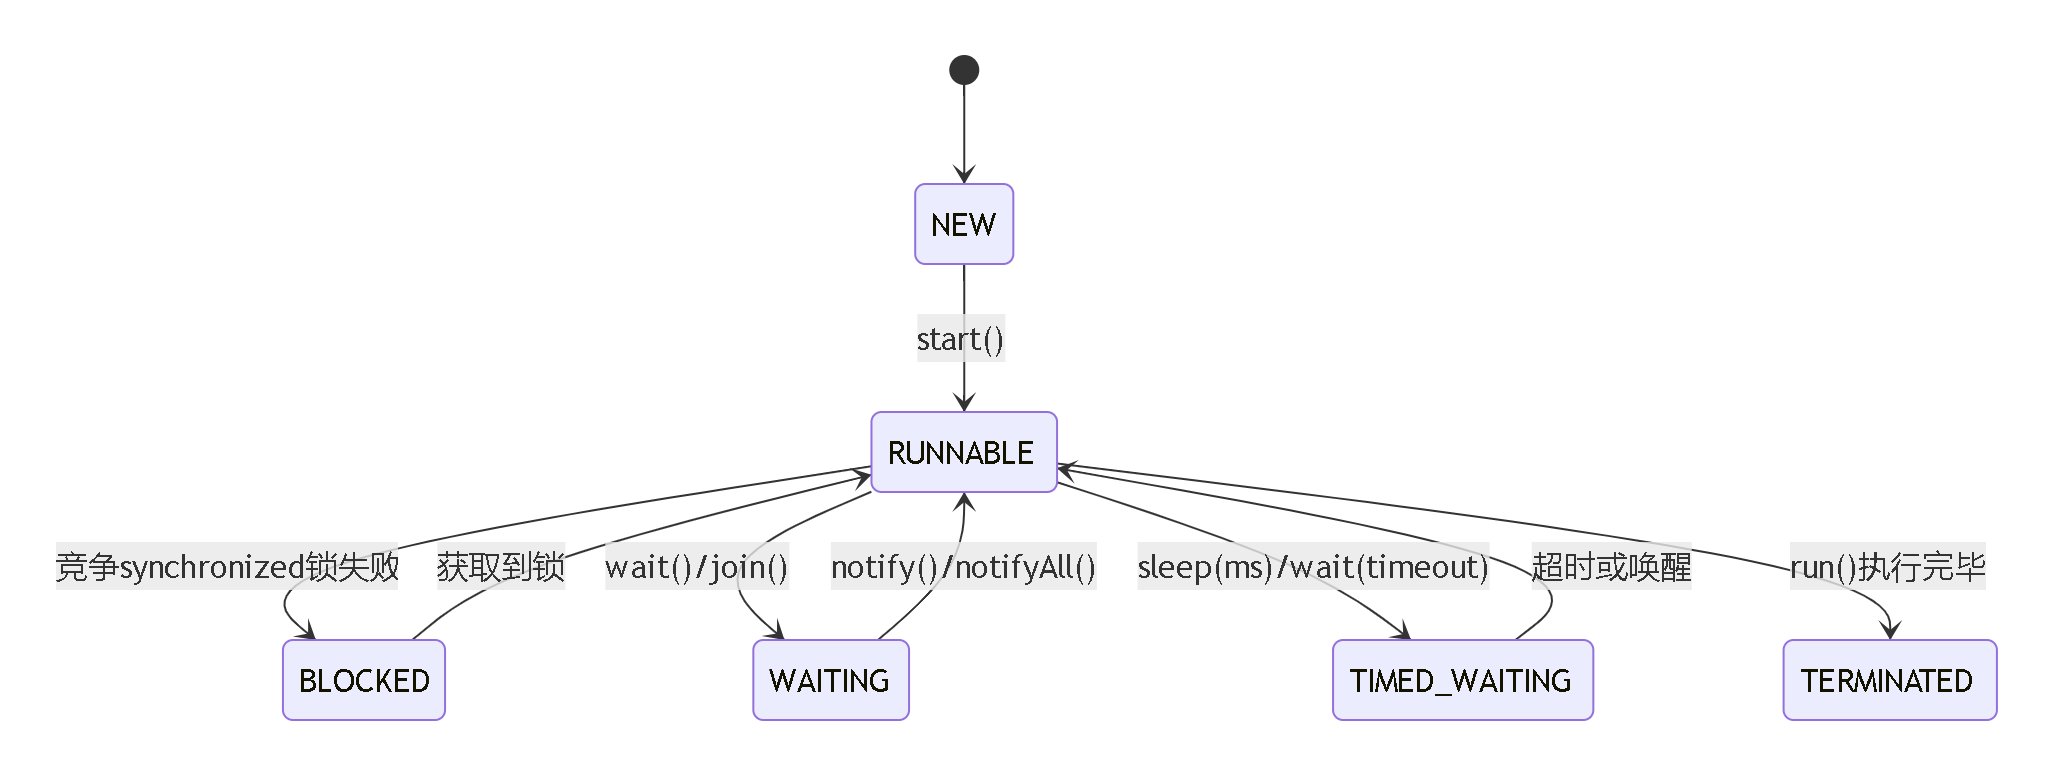 NEW
start()
RUNNABLE
竞争synchronized锁失败
获取到锁
wait()/join()
notify()/notifyAll()
sleep(ms)/wait(timeout)
超时或唤醒
run()执行完毕
BLOCKED
WAITING
TIMED_WAITING
TERMINATED